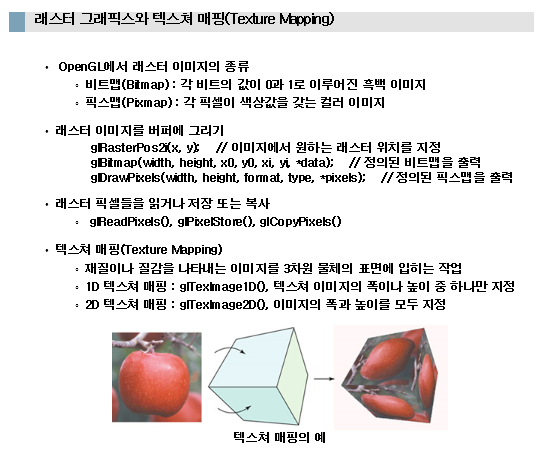 래스터 그래픽스와 텍스쳐 매핑(Texture Mapping)
• OpenGL에서 래스터 이미지의 종류
◦ 비트맵(Bitmap) : 각 비트의 값이 0과 1로 이루어진 흑백 이미지
◦ 픽스맵(Pixmap) : 각 픽셀이 색상값을 갖는 컬러 이미지
• 래스터 이미지를 버퍼에 그리기
glRasterPos2i(x, y); // 이미지에서 원하는 래스터 위치를 지정
glBitmap(width, height, x0, y0, xi, yi, *data); // 정의된 비트맵을 출력
glDrawPixels(width, height, format, type, *pixels); // 정의된 픽스맵을 출력
• 래스터 픽셀들을 읽거나 저장 또는 복사
◦ glReadPixels(), glPixelStore(), glCopyPixels()
• 텍스쳐 매핑(Texture Mapping)
◦ 재질이나 질감을 나타내는 이미지를 3차원 물체의 표면에 입히는 작업
◦ 1D 텍스쳐 매핑 : glTexImage1D(), 텍스쳐 이미지의 폭이나 높이 중 하나만 지정
◦ 2D 텍스쳐 매핑 : glTexImage2D(), 이미지의 폭과 높이를 모두 지정
텍스쳐 매핑의 예